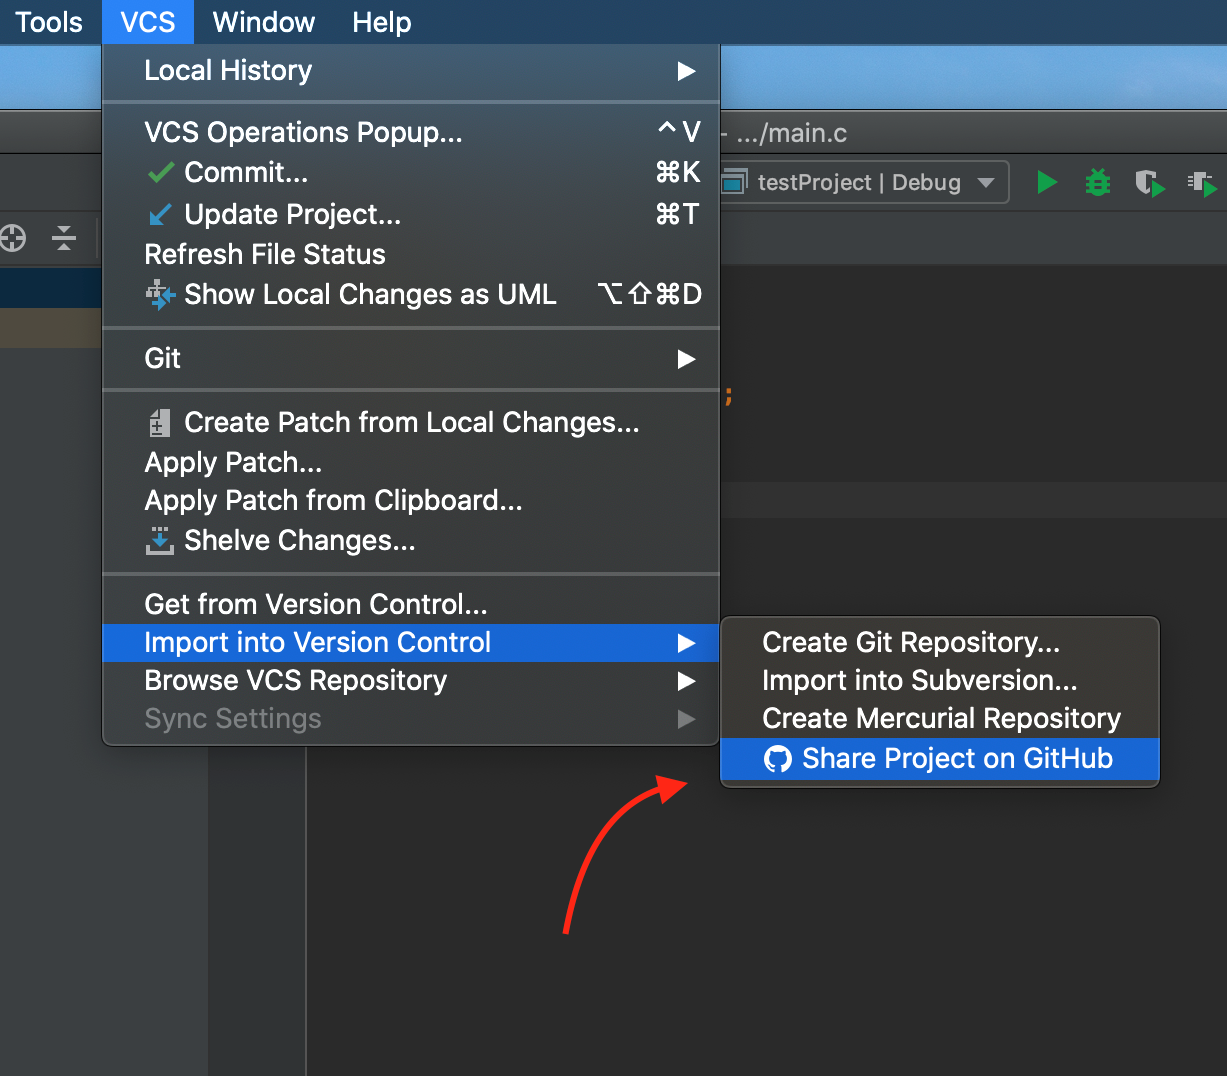 Tools VCS Window Help
Local History
VCS Operations Popup... ^V
- .../main.c
Commit... ⌘K
testProject | Debug
Update Project... ⌘T
Refresh File Status
Show Local Changes as UML ⌥⇧⌘D
Git
;
Create Patch from Local Changes...
Apply Patch...
Apply Patch from Clipboard...
Shelve Changes...
Get from Version Control...
Import into Version Control
Browse VCS Repository
Sync Settings
Create Git Repository...
Import into Subversion...
Create Mercurial Repository
Share Project on GitHub